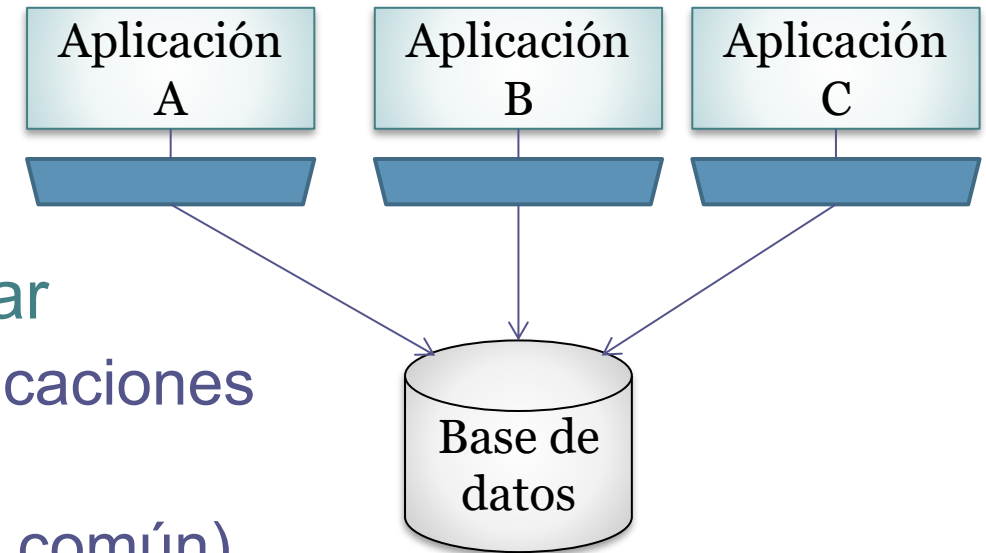 Aplicación
A
Aplicación
B
Aplicación
C
ar
caciones
Base de
datos
común)